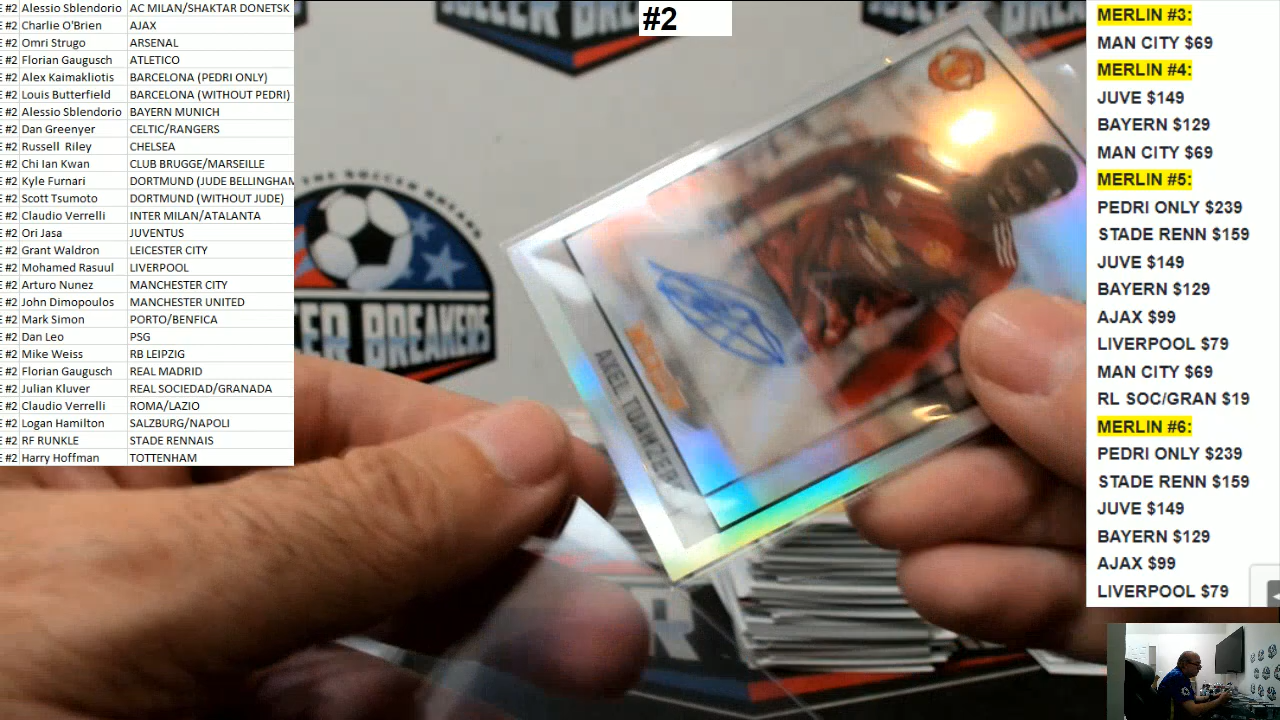 E #2 Alessio Sblendorio AC MILAN/SHAKTAR DONETSK
E #2 Charlie O'Brien AJAX
E #2 Omri Strugo ARSENAL
E #2 Florian Gaugusch ATLETICO
E #2 Alex Kaimakliotis BARCELONA (PEDRI ONLY)
E #2 Louis Butterfield BARCELONA (WITHOUT PEDRI)
E #2 Alessio Sblendorio BAYERN MUNICH
E #2 Dan Greenyer CELTIC/RANGERS
E #2 Russell Riley CHELSEA
E #2 Chi Ian Kwan CLUB BRUGGE/MARSEILLE
E #2 Kyle Furnari DORTMUND (JUDE BELLINGHAM
E #2 Scott Tsumoto DORTMUND (WITHOUT JUDE)
E #2 Claudio Verrelli INTER MILAN/ATALANTA
E #2 Ori Jasa JUVENTUS
E #2 Grant Waldron LEICESTER CITY
E #2 Mohamed Rasuul LIVERPOOL
E #2 Arturo Nunez MANCHESTER CITY
E #2 John Dimopoulos MANCHESTER UNITED
E #2 Mark Simon PORTO/BENFICA
E #2 Dan Leo PSG
E #2 Mike Weiss RB LEIPZIG
E #2 Florian Gaugusch REAL MADRID
E #2 Julian Kluver REAL SOCIEDAD/GRANADA
E #2 Claudio Verrelli ROMA/LAZIO
E #2 Logan Hamilton SALZBURG/NAPOLI
E #2 RF RUNKLE STADE RENNAIS
E #2 Harry Hoffman TOTTENHAM
#2
SOCCER BREAKERS
THE SOCCER BREAKER
CER BREAKERS
AXEL TUANZEBE
MERLIN #3:
MAN CITY $69
MERLIN #4:
JUVE $149
BAYERN $129
MAN CITY $69
MERLIN #5:
PEDRI ONLY $239
STADE RENN $159
JUVE $149
BAYERN $129
AJAX $99
LIVERPOOL $79
MAN CITY $69
RL SOC/GRAN $19
MERLIN #6:
PEDRI ONLY $239
STADE RENN $159
JUVE $149
BAYERN $129
AJAX $99
LIVERPOOL $79